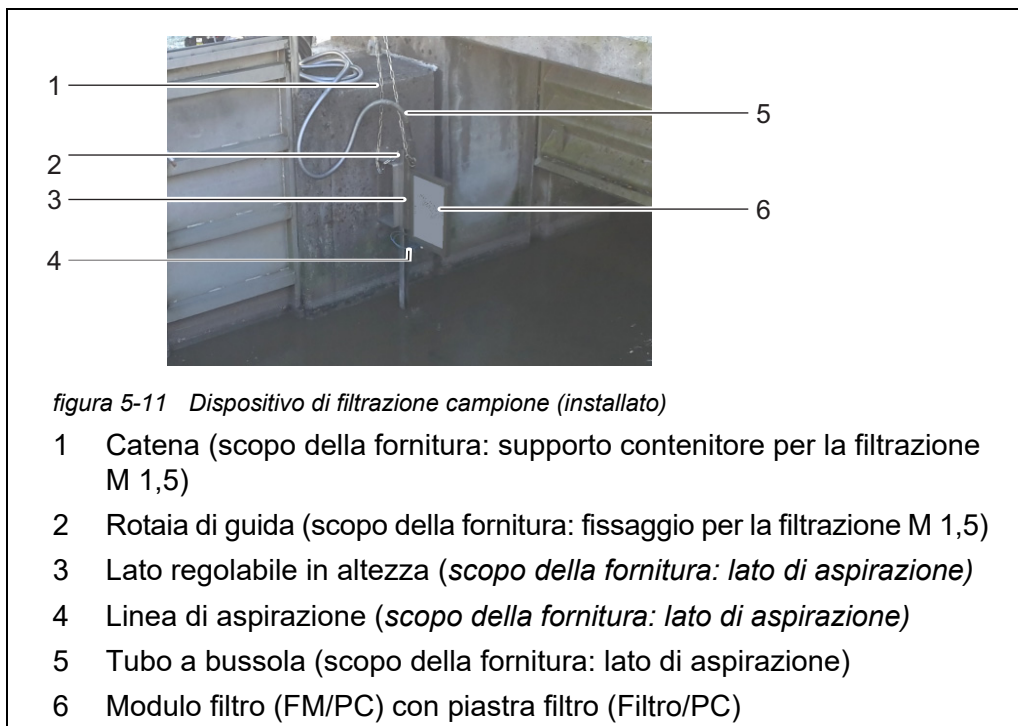 1
2
3
4
5
6
figura 5-11 Dispositivo di filtrazione campione (installato)
1 Catena (scopo della fornitura: supporto contenitore per la filtrazione
M 1,5)
2 Rotaia di guida (scopo della fornitura: fissaggio per la filtrazione M 1,5)
3 Lato regolabile in altezza (scopo della fornitura: lato di aspirazione)
4 Linea di aspirazione (scopo della fornitura: lato di aspirazione)
5 Tubo a bussola (scopo della fornitura: lato di aspirazione)
6 Modulo filtro (FM/PC) con piastra filtro (Filtro/PC)